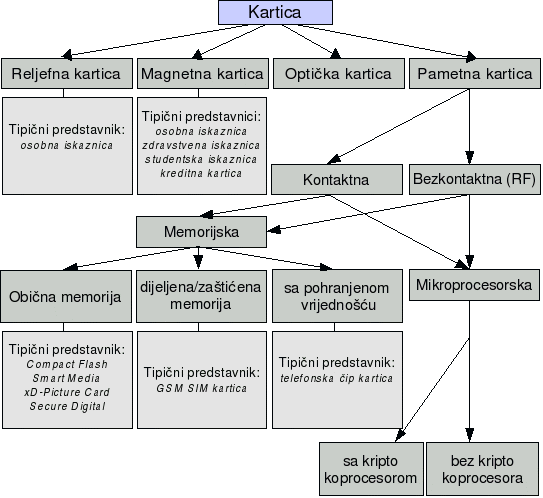 Kartica
Reljefna kartica
Magnetna kartica
Optička kartica
Pametna kartica
Tipični predstavnik:
osobna iskaznica
Tipični predstavnici:
osobna iskaznica
zdravstvena iskaznica
studentska iskaznica
kreditna kartica
Kontaktna
Bezkontaktna (RF)
Memorijska
Obična memorija
dijeljena/zaštićena
memorija
sa pohranjenom
vrijednošću
Mikroprocesorska
Tipični predstavnik:
Compact Flash
Smart Media
xD-Picture Card
Secure Digital
Tipični predstavnik:
GSM SIM kartica
Tipični predstavnik:
telefonska čip kartica
sa kripto
koprocesorom
bez kripto
koprocesora